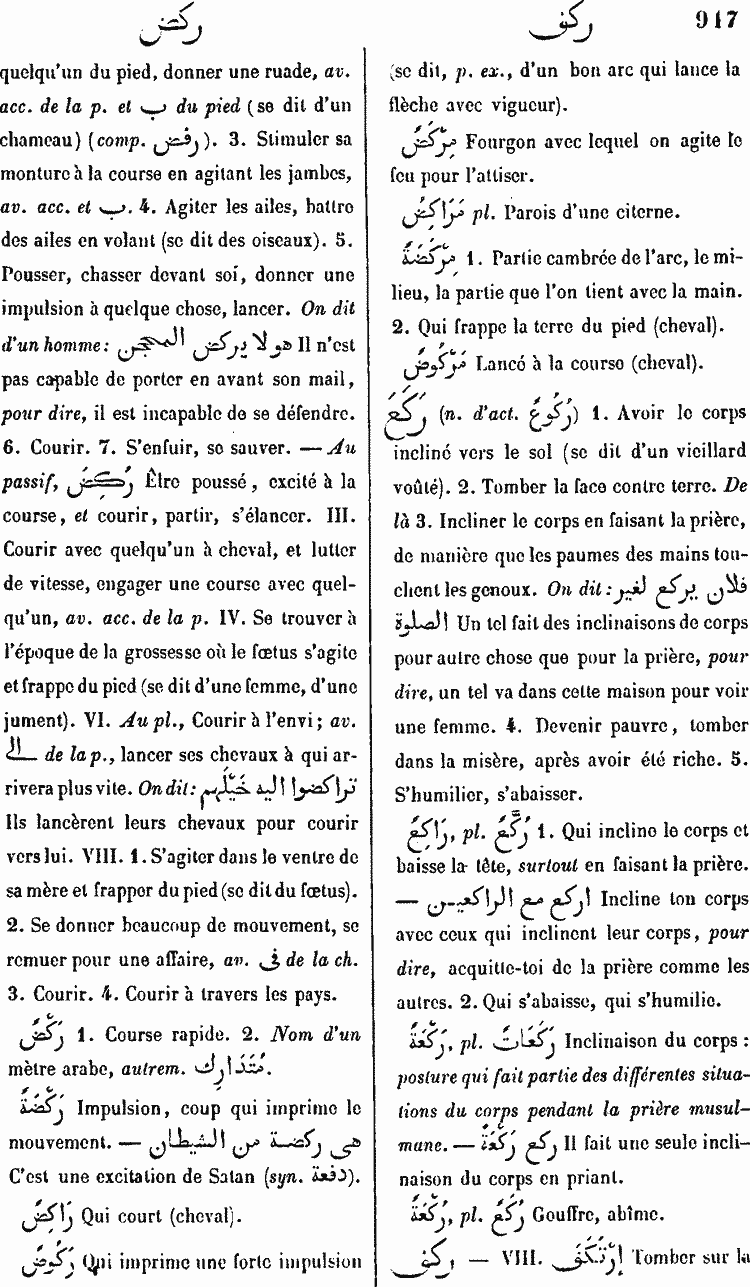 ركض
ركف 917
quelqu'un du pied, donner une ruade, av.
acc. de la p. et ب du pied (se dit d'un
chameau) (comp. رفض). 3. Stimuler sa
monture à la course en agitant les jambes,
av. acc. et ب. 4. Agiter les ailes, battre
des ailes en volant (se dit des oiseaux). 5.
Pousser, chasser devant soi, donner une
impulsion à quelque chose, lancer. On dit
d'un homme: هو لا يركض المحجن Il n'est
pas capable de porter en avant son mail,
pour dire, il est incapable de se défendre.
6. Courir. 7. S'enfuir, se sauver. — Au
passif, رُكِضَ Être poussé, excité à la
course, et courir, partir, s'élancer. III.
Courir avec quelqu'un à cheval, et lutter
de vitesse, engager une course avec quel-
qu'un, av. acc. de la p. IV. Se trouver à
l'époque de la grossesse où le fœtus s'agite
et frappe du pied (se dit d'une femme, d'une
jument). VI. Au pl., Courir à l'envi; av.
الى de la p., lancer ses chevaux à qui ar-
rivera plus vite. On dit: تراكضوا اليه خَيْلَهم
Ils lancèrent leurs chevaux pour courir
vers lui. VIII. 1. S'agiter dans le ventre de
sa mère et frapper du pied (se dit du fœtus).
2. Se donner beaucoup de mouvement, se
remuer pour une affaire, av. فى de la ch.
3. Courir. 4. Courir à travers les pays.
رَكْضٌ 1. Course rapide. 2. Nom d'un
mètre arabe, autrem. مُتَدَارِك.
رَكْضَةٌ Impulsion, coup qui imprime le
mouvement. — هى ركضة من الشيطان
C'est une excitation de Satan (syn. دفعة).
رَاكِضٌ Qui court (cheval).
رَكُوضٌ Qui imprime une forte impulsion
(se dit, p. ex., d'un bon arc qui lance la
flèche avec vigueur).
مِرْكَضٌ Fourgon avec lequel on agite le
feu pour l'attiser.
مَرَاكِضُ pl. Parois d'une citerne.
مِرْكَضَةٌ 1. Partie cambrée de l'arc, le mi-
lieu, la partie que l'on tient avec la main.
2. Qui frappe la terre du pied (cheval).
مَرْكُوضٌ Lancé à la course (cheval).
رَكَعَ (n. d'act. رُكُوعٌ) 1. Avoir le corps
incliné vers le sol (se dit d'un vieillard
voûté). 2. Tomber la face contre terre. De
là 3. Incliner le corps en faisant la prière,
de manière que les paumes des mains tou-
chent les genoux. On dit: فلان يركع لغير
الصلوة Un tel fait des inclinaisons de corps
pour autre chose que pour la prière, pour
dire, un tel va dans cette maison pour voir
une femme. 4. Devenir pauvre, tomber
dans la misère, après avoir été riche. 5.
S'humilier, s'abaisser.
رَاكِعٌ, pl. رُكَّعٌ 1. Qui incline le corps et
baisse la tête, surtout en faisant la prière.
— اركع مع الراكعين Incline ton corps
avec ceux qui inclinent leur corps, pour
dire, acquitte-toi de la prière comme les
autres. 2. Qui s'abaisse, qui s'humilie.
رَكْعَةٌ, pl. رَكَعَاتٌ Inclinaison du corps :
posture qui fait partie des différentes situa-
tions du corps pendant la prière musul-
mane. — ركع رَكْعَةً Il fait une seule incli-
naison du corps en priant.
رُكْعَةٌ, pl. رُكَعٌ Gouffre, abîme.
ركف — VIII. إِرْتَكَفَ Tomber sur la